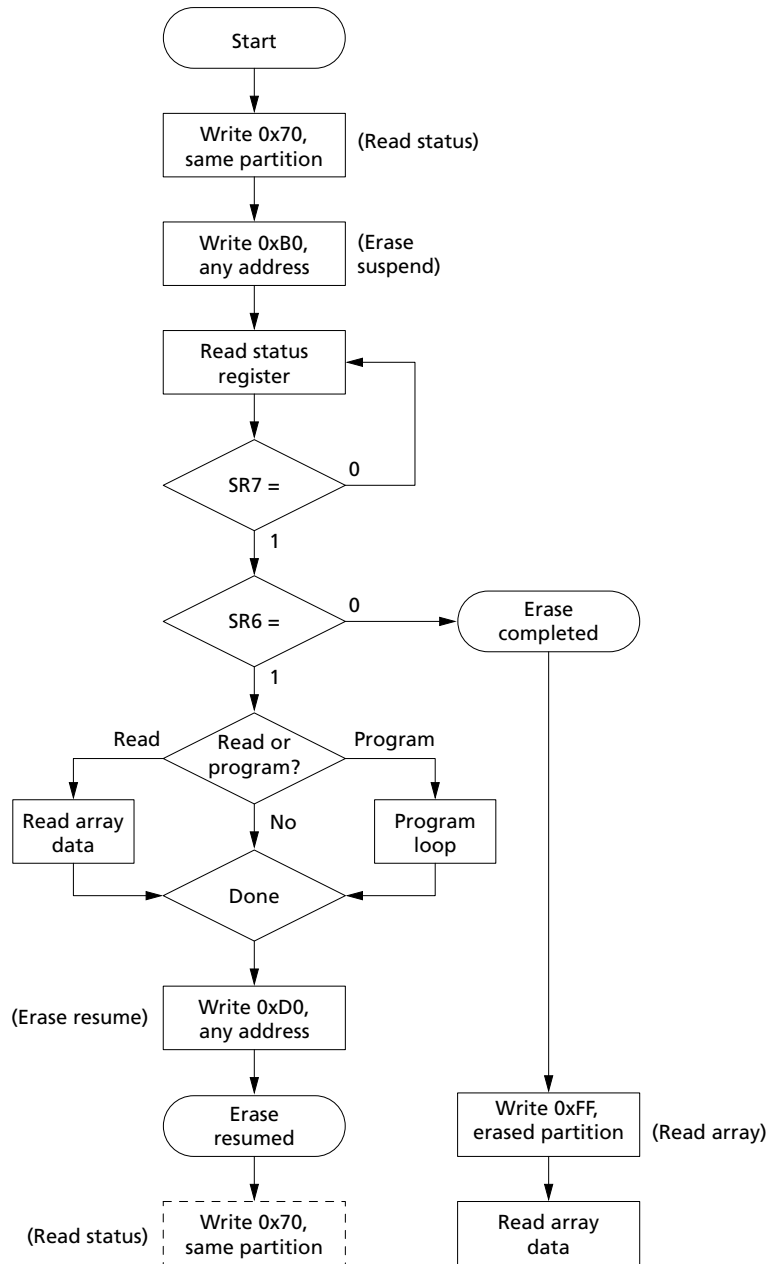 Start
Write 0x70,
same partition
(Read status)
Write 0xB0,
any address
(Erase
suspend)
Read status
register
SR7 =
0
1
SR6 =
0
Erase
completed
1
Read
Read or
program?
Program
Read array
data
No
Program
loop
Done
(Erase resume)
Write 0xD0,
any address
Erase
resumed
Write 0xFF,
erased partition
(Read array)
(Read status)
Write 0x70,
same partition
Read array
data